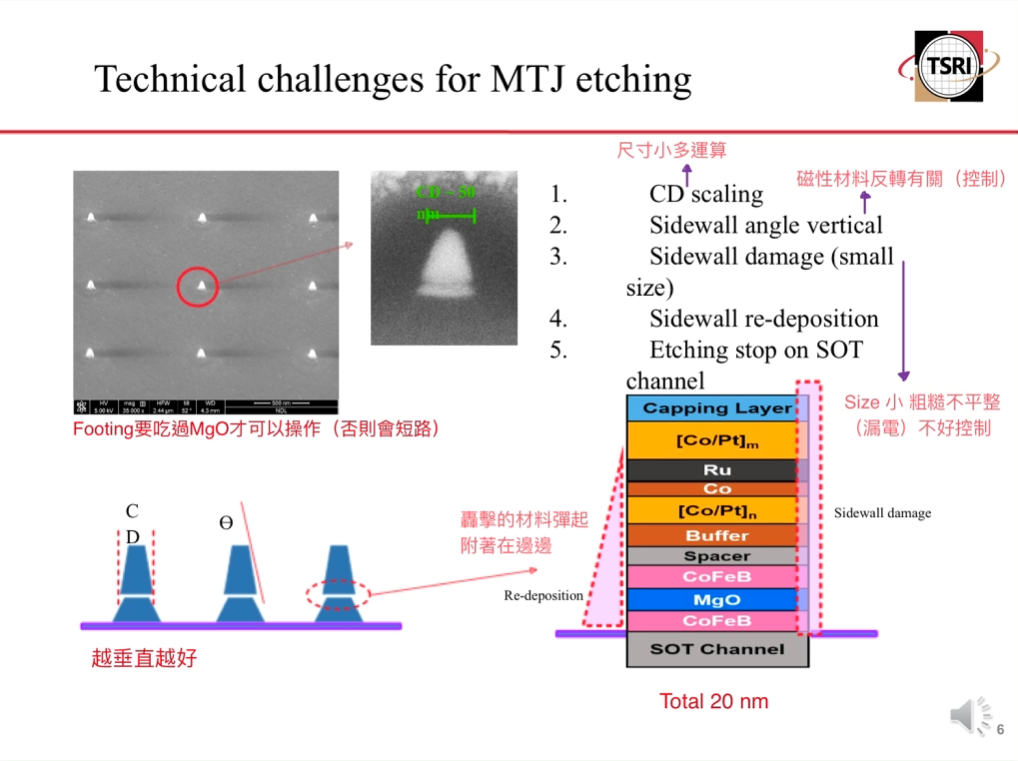 Technical challenges for MTJ etching
TSRI
尺寸小多運算
磁性材料反轉有關（控制）
CD ~ 50
nm
1. CD scaling
2. Sidewall angle vertical
3. Sidewall damage (small
size)
4. Sidewall re-deposition
5. Etching stop on SOT
channel
HV
mag
HFW
tilt
WD
500 nm
5.00 kV
35 000 x
2.44 µm
52 °
4.3 mm
NDL
Footing要吃過MgO才可以操作（否則會短路）
Size 小 粗糙不平整
（漏電）不好控制
Capping Layer
[Co/Pt]m
Ru
Co
[Co/Pt]n
Buffer
Spacer
CoFeB
MgO
CoFeB
SOT Channel
Sidewall damage
C
D
Θ
轟擊的材料彈起
附著在邊邊
Re-deposition
越垂直越好
Total 20 nm
6